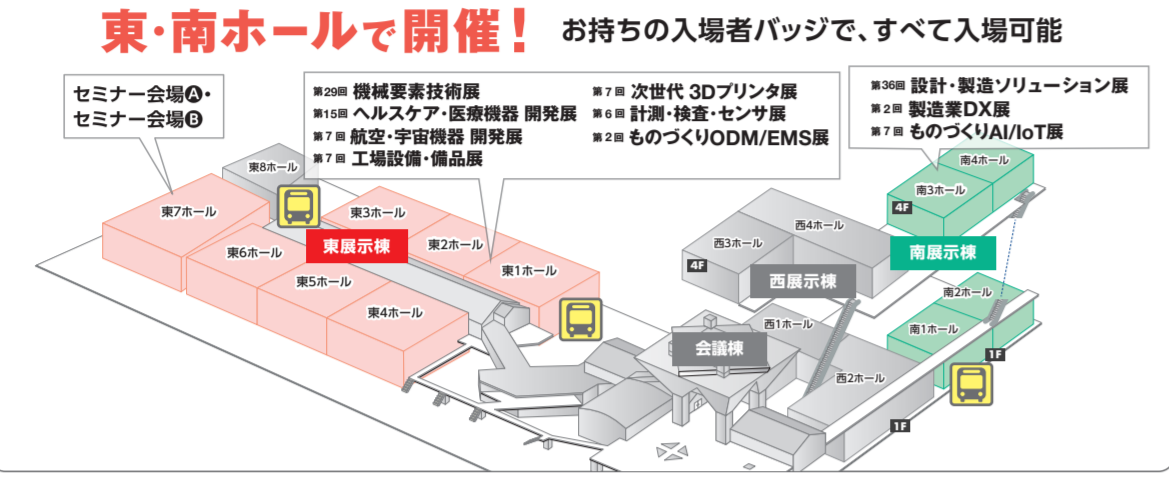 東・南ホールで開催！ お持ちの入場者バッジで、すべて入場可能
セミナー会場Ⓐ・
セミナー会場Ⓑ
第29回 機械要素技術展
第15回 ヘルスケア・医療機器 開発展
第7回 航空・宇宙機器 開発展
第7回 工場設備・備品展
第7回 次世代 3Dプリンタ展
第6回 計測・検査・センサ展
第2回 ものづくりODM/EMS展
第36回 設計・製造ソリューション展
第2回 製造業DX展
第7回 ものづくりAI/IoT展
東8ホール
東7ホール
東3ホール
東2ホール
東1ホール
東展示棟
東6ホール
東5ホール
東4ホール
南4ホール
南3ホール
4F
南展示棟
西4ホール
西3ホール
4F
西展示棟
南2ホール
南1ホール
1F
西1ホール
会議棟
西2ホール
1F